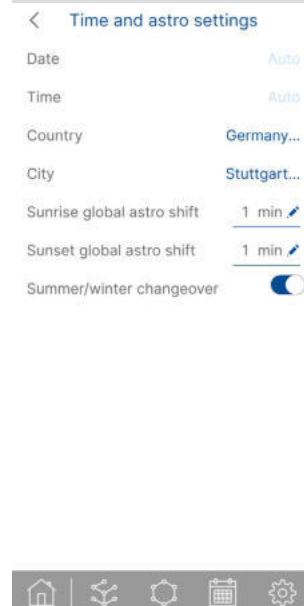 Time and astro settings
Date Auto
Time Auto
Country Germany...
City Stuttgart...
Sunrise global astro shift 1 min
Sunset global astro shift 1 min
Summer/winter changeover